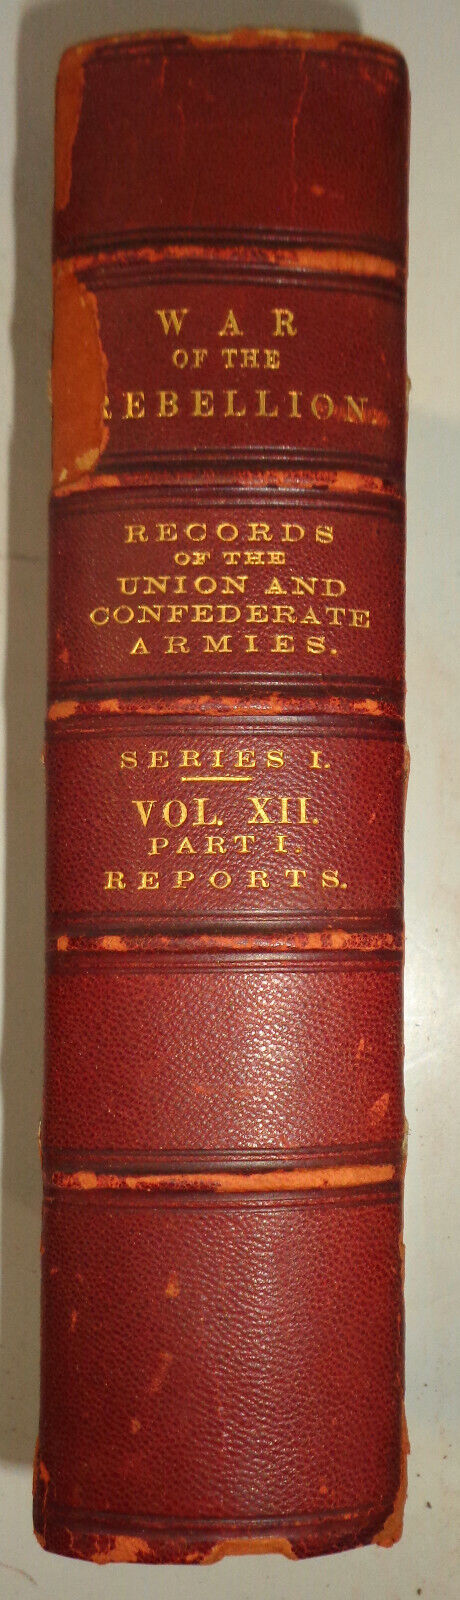 WAR
OF THE
REBELLION.
RECORDS
OF THE
UNION AND
CONFEDERATE
ARMIES.
SERIES I.
VOL. XII.
PART I.
REPORTS.